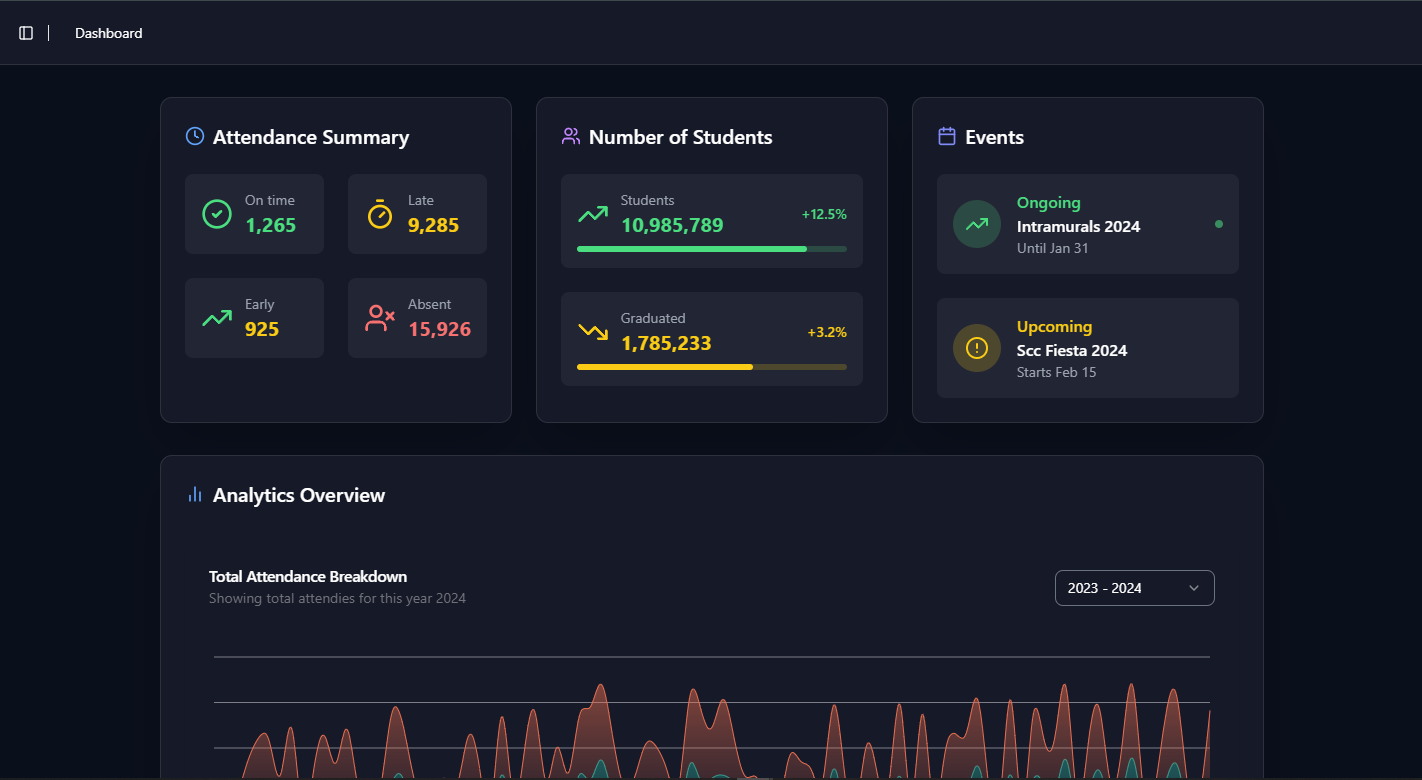 Dashboard
Attendance Summary
On time
1,265
Late
9,285
Early
925
Absent
15,926
Number of Students
Students
10,985,789
+12.5%
Graduated
1,785,233
+3.2%
Events
Ongoing
Intramurals 2024
Until Jan 31
Upcoming
Scc Fiesta 2024
Starts Feb 15
Analytics Overview
Total Attendance Breakdown
Showing total attendies for this year 2024
2023 - 2024